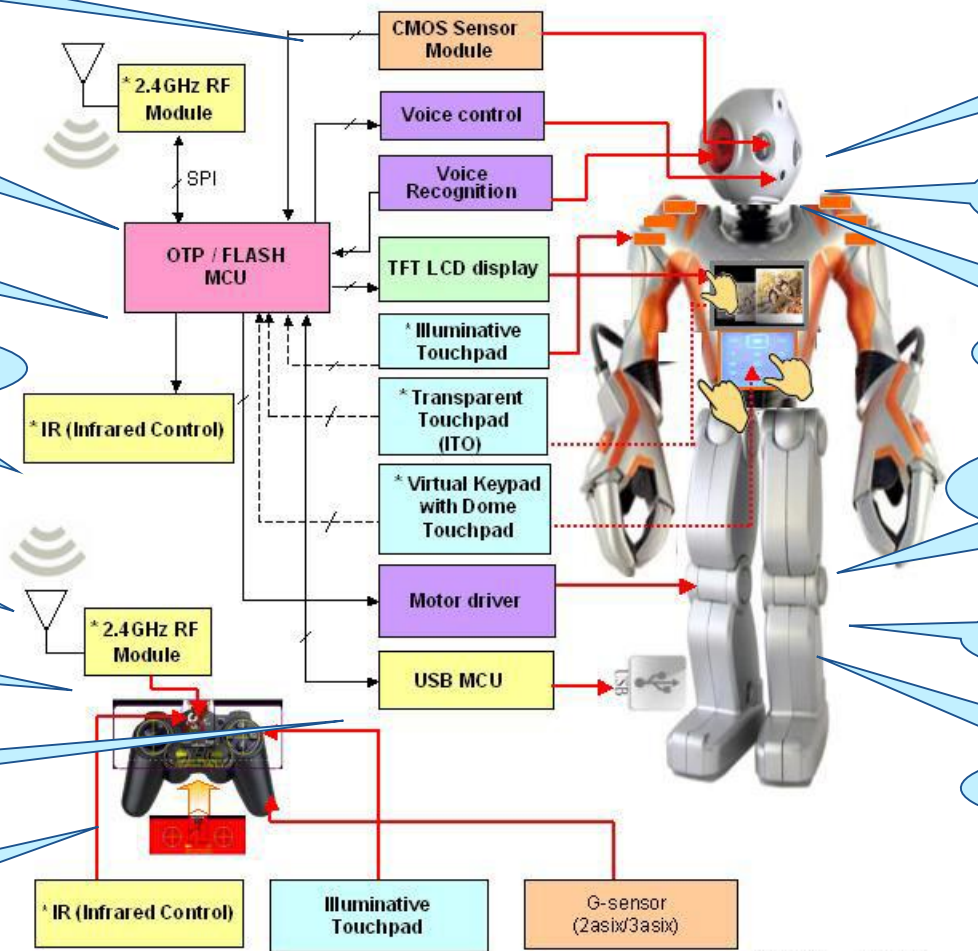 CMOS Sensor
Module
* 2.4GHz RF
Module
Voice control
SPI
Voice
Recognition
OTP / FLASH
MCU
TFT LCD display
* Illuminative
Touchpad
* Transparent
Touchpad
(ITO)
* IR (Infrared Control)
* Virtual Keypad
with Dome
Touchpad
Motor driver
* 2.4GHz RF
Module
USB MCU
USB
* IR (Infrared Control)
Illuminative
Touchpad
G-sensor
(2asix/3asix)